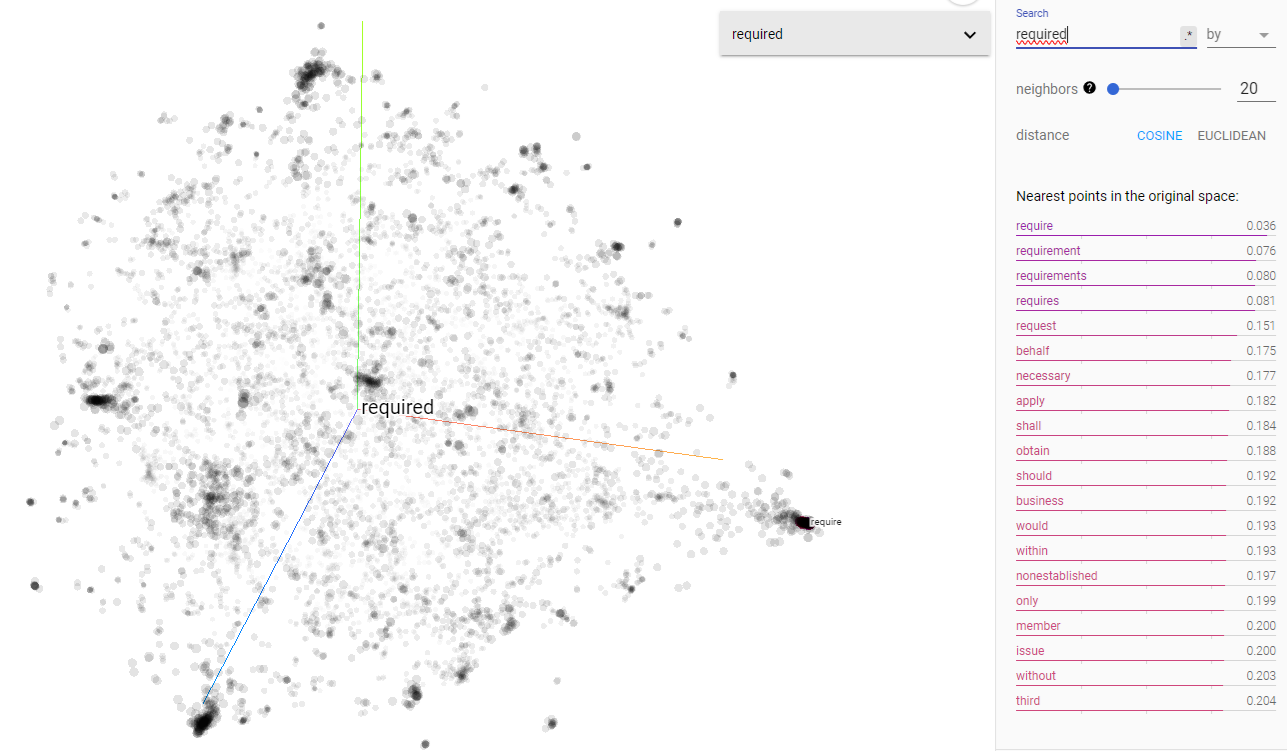 required
Search
required
.*
by
neighbors ?
20
distance
COSINE EUCLIDEAN
Nearest points in the original space:
require 0.036
requirement 0.076
requirements 0.080
requires 0.081
request 0.151
behalf 0.175
necessary 0.177
apply 0.182
shall 0.184
obtain 0.188
should 0.192
business 0.192
would 0.193
within 0.193
nonestablished 0.197
only 0.199
member 0.200
issue 0.200
without 0.203
third 0.204
required
require